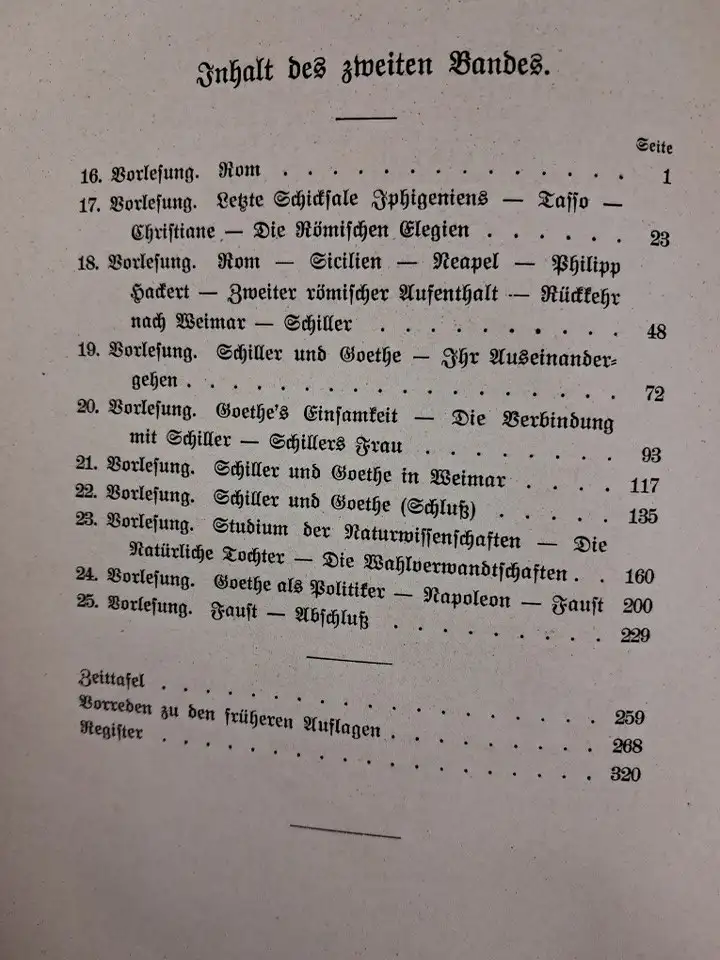 Inhalt des zweiten Bandes.
Seite
16. Vorlesung. Rom . . . . . . . . . . . . . . 1
17. Vorlesung. Letzte Schicksale Iphigeniens — Tasso —
Christiane — Die Römischen Elegien . . . . . . 23
18. Vorlesung. Rom — Sicilien — Neapel — Philipp
Hackert — Zweiter römischer Aufenthalt — Rückkehr
nach Weimar — Schiller . . . . . . . . . . 48
19. Vorlesung. Schiller und Goethe — Ihr Auseinander-
gehen . . . . . . . . . . . . . . . . . 72
20. Vorlesung. Goethe's Einsamkeit — Die Verbindung
mit Schiller — Schillers Frau . . . . . . . . 93
21. Vorlesung. Schiller und Goethe in Weimar . . . . 117
22. Vorlesung. Schiller und Goethe (Schluß) . . . . . 135
23. Vorlesung. Studium der Naturwissenschaften — Die
Natürliche Tochter — Die Wahlverwandtschaften . . 160
24. Vorlesung. Goethe als Politiker — Napoleon — Faust 200
25. Vorlesung. Faust — Abschluß . . . . . . . . . 229
Zeittafel . . . . . . . . . . . . . . . . 259
Vorreden zu den früheren Auflagen . . . . . . . . 268
Register . . . . . . . . . . . . . . . . 320